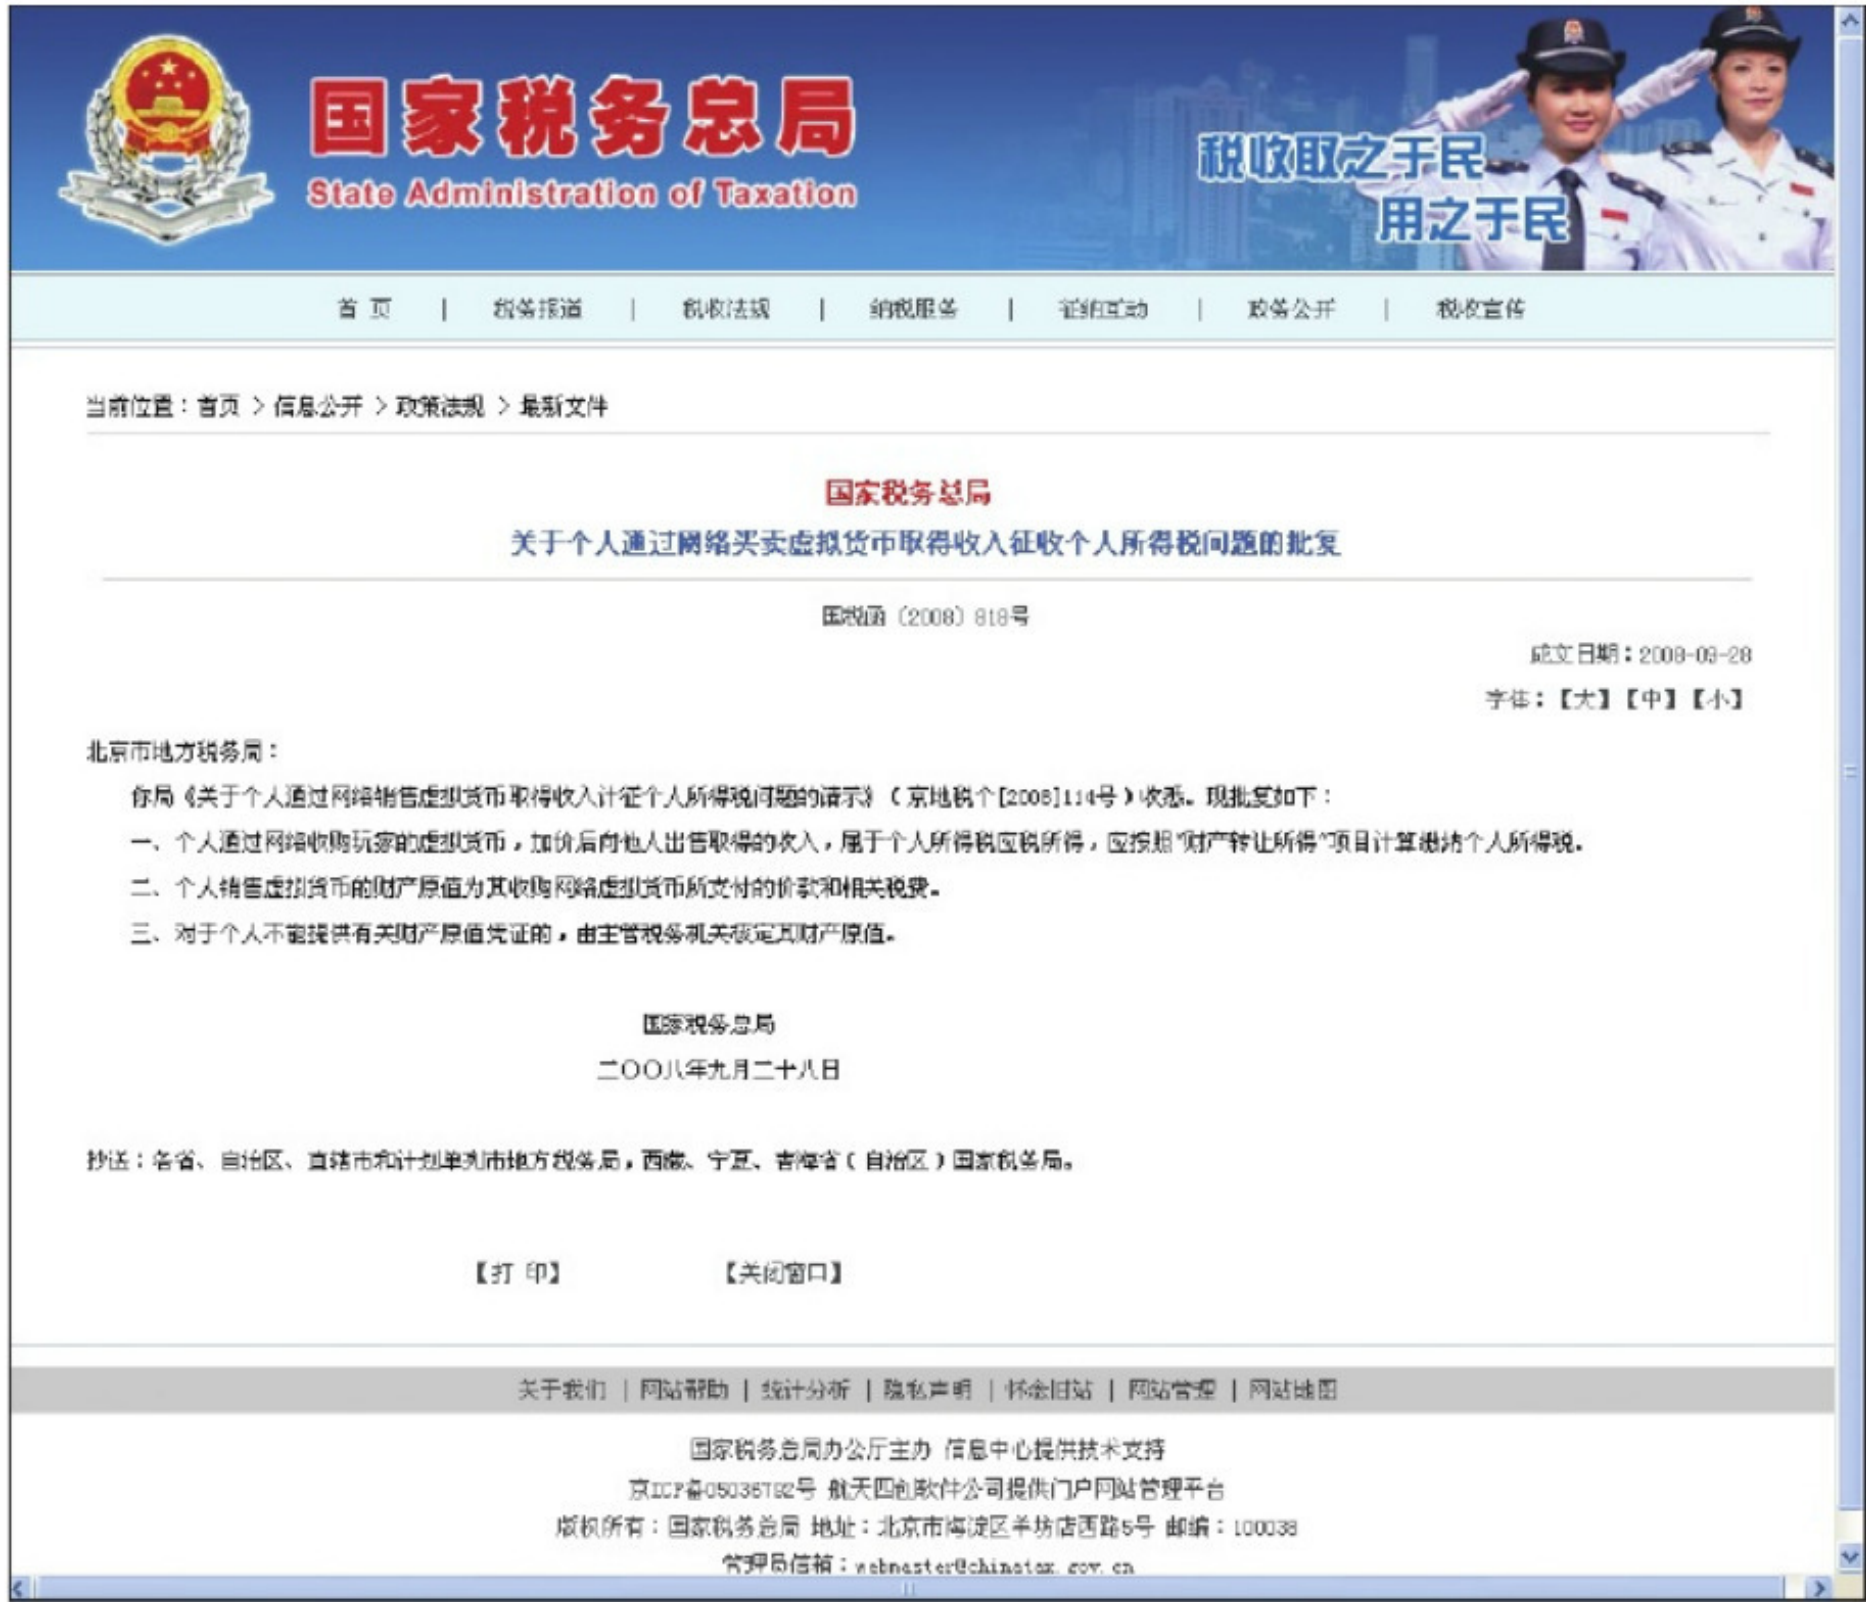 国家税务总局
State Administration of Taxation
税收取之于民
用之于民
首 页 | 税务报道 | 税收法规 | 纳税服务 | 征纳互动 | 政务公开 | 税收宣传
当前位置：首页 > 信息公开 > 政策法规 > 最新文件
国家税务总局
关于个人通过网络买卖虚拟货币取得收入征收个人所得税问题的批复
国税函〔2008〕818号
成文日期：2008-09-28
字体：【大】【中】【小】
北京市地方税务局：
你局《关于个人通过网络销售虚拟货币取得收入计征个人所得税问题的请示》（京地税个[2008]114号）收悉。现批复如下：
一、个人通过网络收购玩家的虚拟货币，加价后向他人出售取得的收入，属于个人所得税应税所得，应按照“财产转让所得”项目计算缴纳个人所得税。
二、个人销售虚拟货币的财产原值为其收购网络虚拟货币所支付的价款和相关税费。
三、对于个人不能提供有关财产原值凭证的，由主管税务机关核定其财产原值。
国家税务总局
二○○八年九月二十八日
抄送：各省、自治区、直辖市和计划单列市地方税务局，西藏、宁夏、青海省（自治区）国家税务局。
【打 印】 【关闭窗口】
关于我们 | 网站帮助 | 统计分析 | 隐私声明 | 怀念旧站 | 网站管理 | 网站地图
国家税务总局办公厅主办 信息中心提供技术支持
京ICP备05036792号 航天四创软件公司提供门户网站管理平台
版权所有：国家税务总局 地址：北京市海淀区羊坊店西路5号 邮编：100038
管理员信箱：webmaster@chinatax.gov.cn